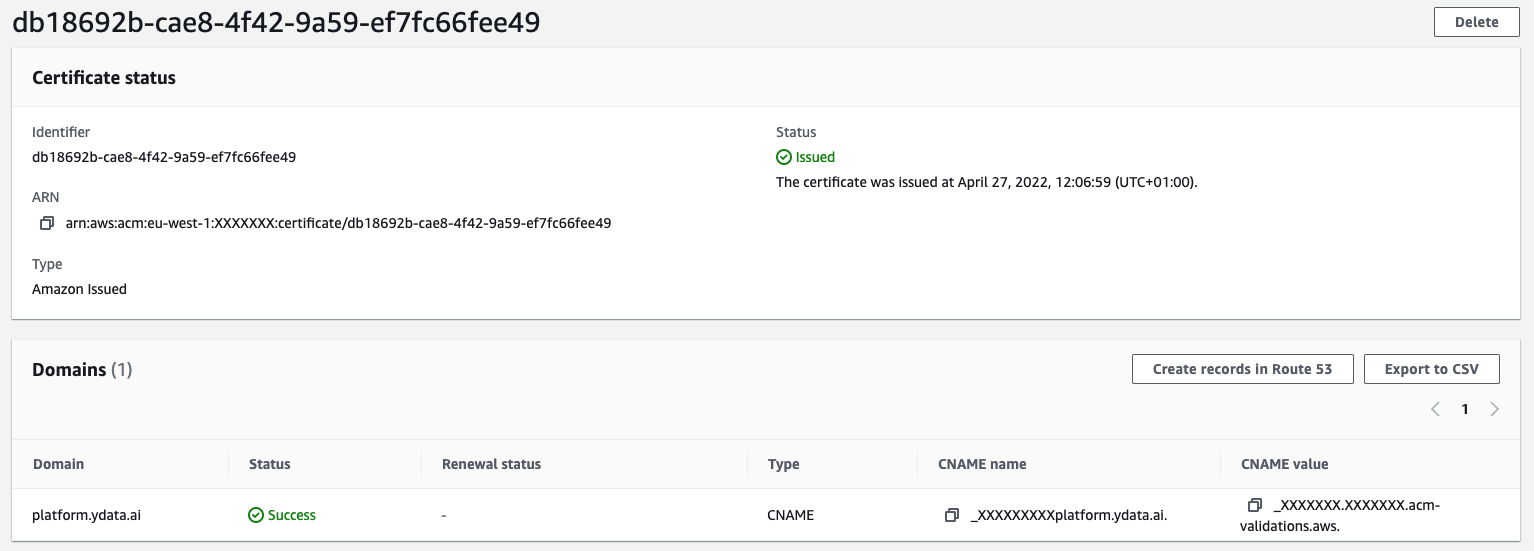 db18692b-cae8-4f42-9a59-ef7fc66fee49
Delete
Certificate status
Identifier
db18692b-cae8-4f42-9a59-ef7fc66fee49
Status
Issued
The certificate was issued at April 27, 2022, 12:06:59 (UTC+01:00).
ARN
arn:aws:acm:eu-west-1:XXXXXXX:certificate/db18692b-cae8-4f42-9a59-ef7fc66fee49
Type
Amazon Issued
Domains (1)
Create records in Route 53
Export to CSV
1
Domain Status Renewal status Type CNAME name CNAME value
platform.ydata.ai Success - CNAME _XXXXXXXXXplatform.ydata.ai. _XXXXXXX.XXXXXXX.acm-
validations.aws.